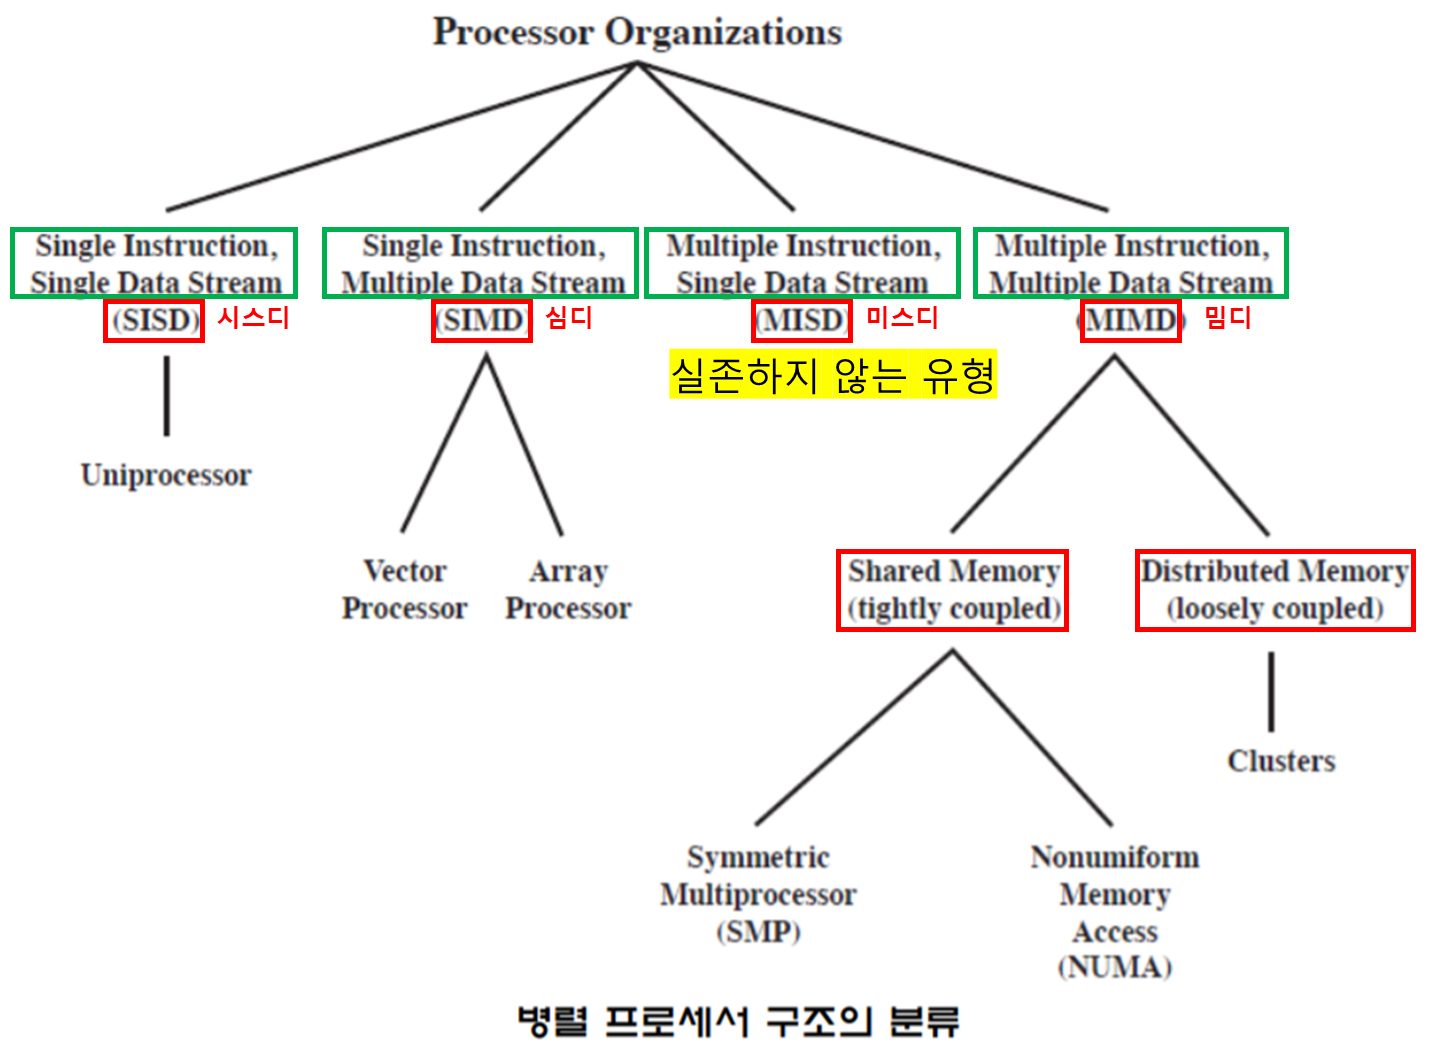 Processor Organizations
Single Instruction,
Single Data Stream
(SISD) 시스디
Single Instruction,
Multiple Data Stream
(SIMD) 심디
Multiple Instruction,
Single Data Stream
(MISD) 미스디
실존하지 않는 유형
Multiple Instruction,
Multiple Data Stream
(MIMD) 밈디
Uniprocessor
Vector
Processor
Array
Processor
Shared Memory
(tightly coupled)
Distributed Memory
(loosely coupled)
Clusters
Symmetric
Multiprocessor
(SMP)
Nonumiform
Memory
Access
(NUMA)
병렬 프로세서 구조의 분류